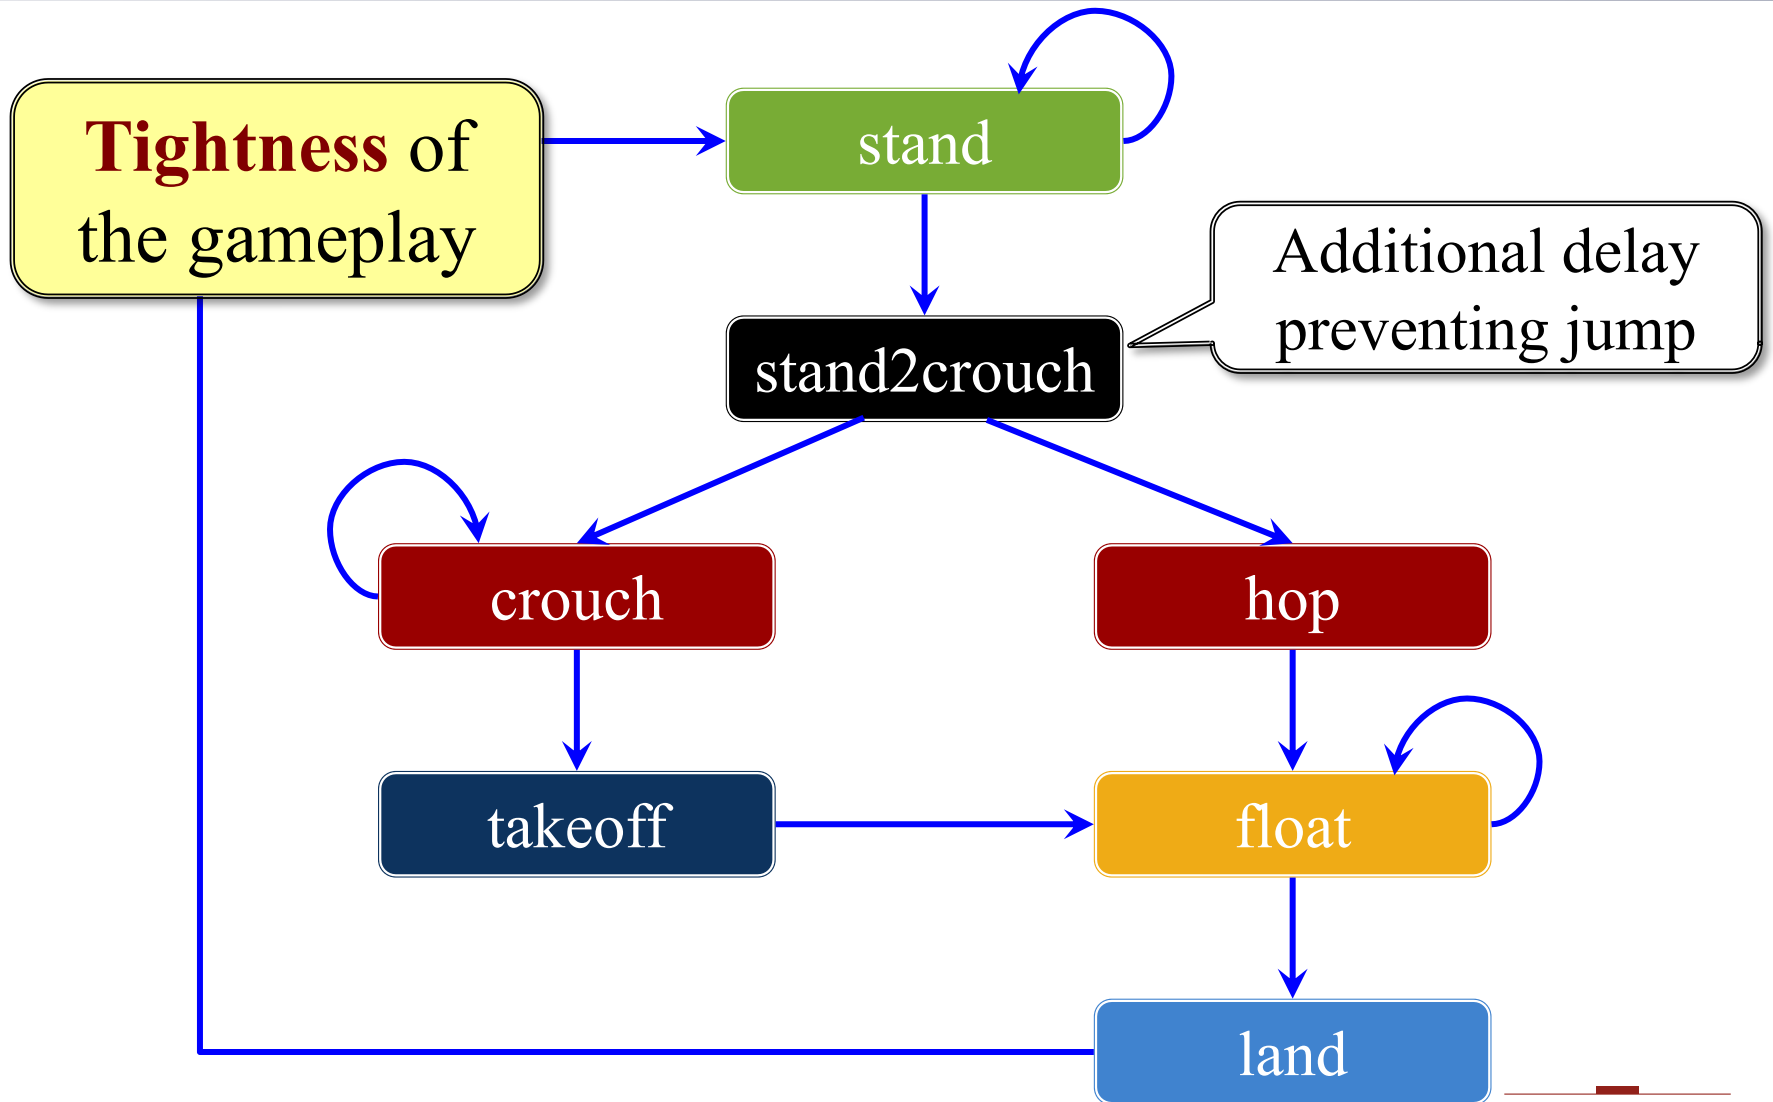 Tightness of
the gameplay
stand
Additional delay
preventing jump
stand2crouch
crouch
hop
takeoff
float
land